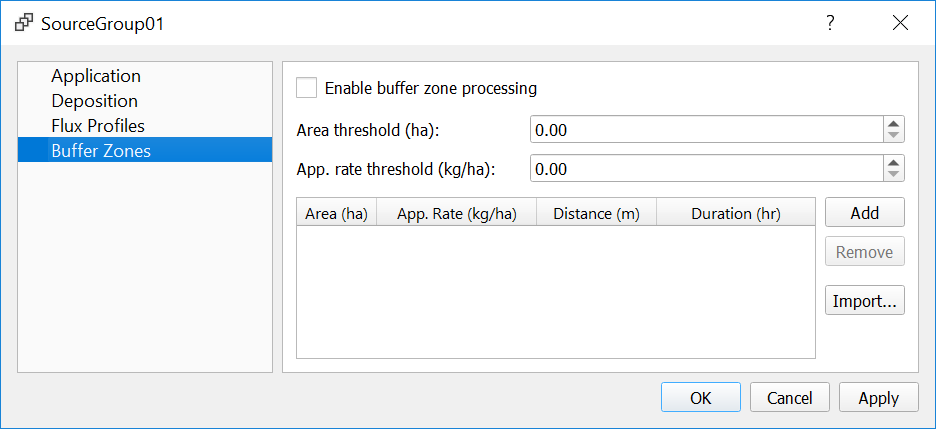 SourceGroup01
?
Application
Deposition
Flux Profiles
Buffer Zones
Enable buffer zone processing
Area threshold (ha): 0.00
App. rate threshold (kg/ha): 0.00
Area (ha) App. Rate (kg/ha) Distance (m) Duration (hr)
Add
Remove
Import...
OK Cancel Apply